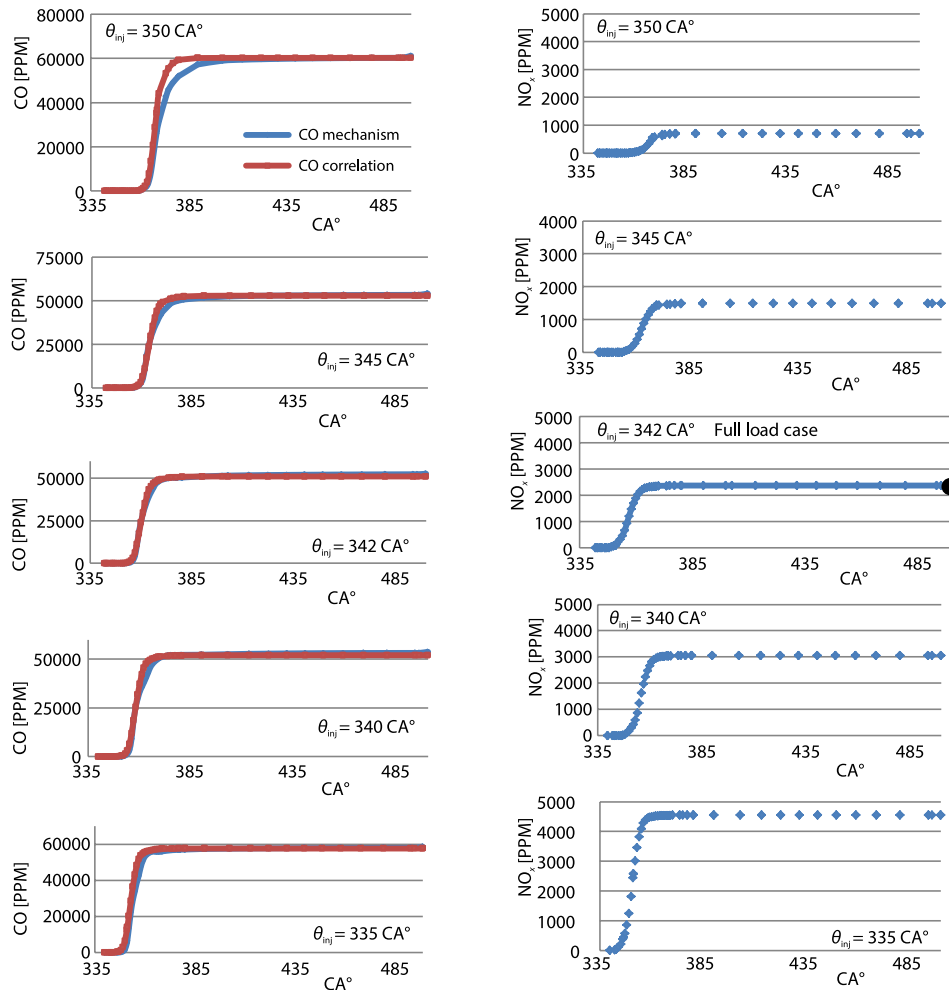 80000
60000
40000
20000
0
CO [PPM]
θinj = 350 CA°
CO mechanism
CO correlation
335 385 435 485
CA°
5000
4000
3000
2000
1000
0
NOx [PPM]
θinj = 350 CA°
335 385 435 485
CA°
75000
50000
25000
0
CO [PPM]
θinj = 345 CA°
335 385 435 485
CA°
4000
3000
2000
1000
0
NOx [PPM]
θinj = 345 CA°
335 385 435 485
CA°
50000
25000
0
CO [PPM]
θinj = 342 CA°
335 385 435 485
CA°
5000
4000
3000
2000
1000
0
NOx [PPM]
θinj = 342 CA° Full load case
335 385 435 485
CA°
50000
25000
0
CO [PPM]
θinj = 340 CA°
335 385 435 485
CA°
5000
4000
3000
2000
1000
0
NOx [PPM]
θinj = 340 CA°
335 385 435 485
CA°
60000
40000
20000
0
CO [PPM]
θinj = 335 CA°
335 385 435 485
CA°
5000
4000
3000
2000
1000
0
NOx [PPM]
θinj = 335 CA°
335 385 435 485
CA°